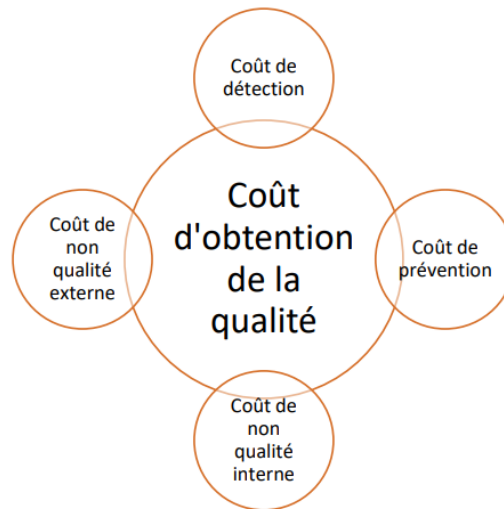 Coût de
détection
Coût
d'obtention
de la
qualité
Coût de
non
qualité
externe
Coût de
prévention
Coût de
non
qualité
interne